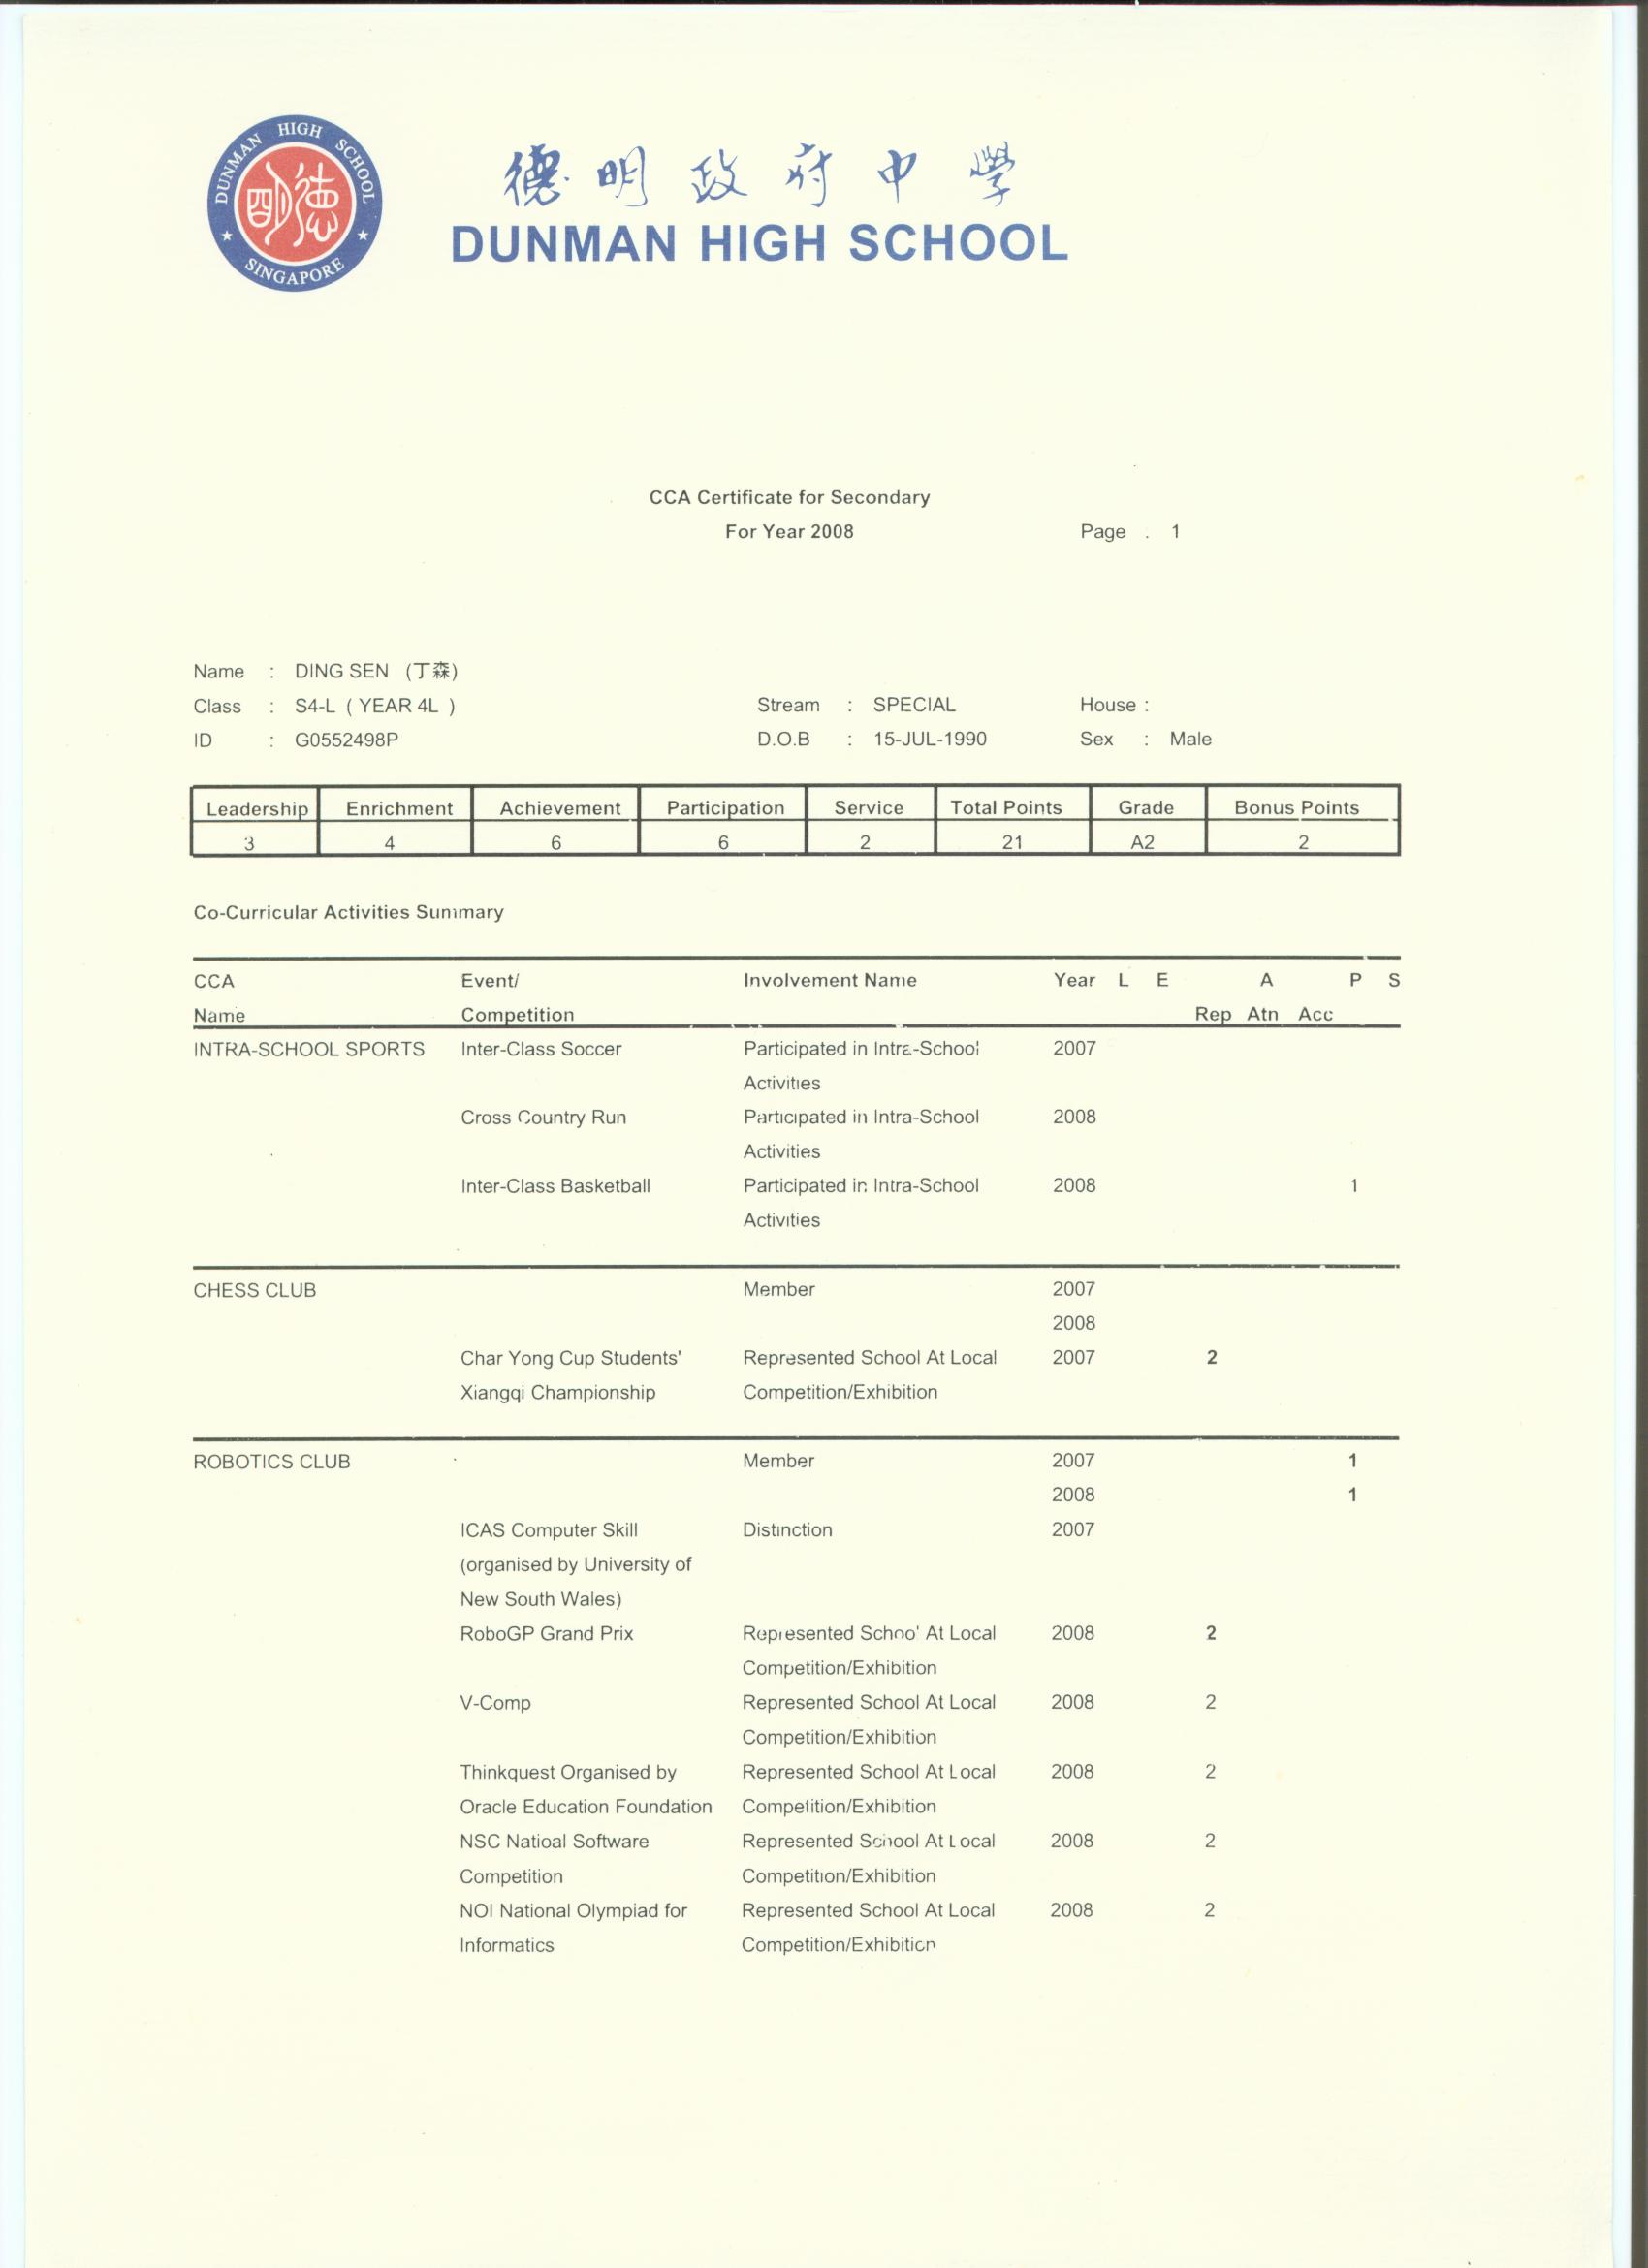 DUNMAN HIGH SCHOOL
SINGAPORE
德明政府中學
DUNMAN HIGH SCHOOL
CCA Certificate for Secondary
For Year 2008 Page : 1
Name : DING SEN (丁森)
Class : S4-L ( YEAR 4L ) Stream : SPECIAL House :
ID : G0552498P D.O.B : 15-JUL-1990 Sex : Male
Leadership Enrichment Achievement Participation Service Total Points Grade Bonus Points
3 4 6 6 2 21 A2 2
Co-Curricular Activities Summary
CCA Event/ Involvement Name Year L E A P S
Name Competition Rep Atn Acc
INTRA-SCHOOL SPORTS Inter-Class Soccer Participated in Intra-School 2007
Activities
Cross Country Run Participated in Intra-School 2008
Activities
Inter-Class Basketball Participated in Intra-School 2008 1
Activities
CHESS CLUB Member 2007
2008
Char Yong Cup Students' Represented School At Local 2007 2
Xiangqi Championship Competition/Exhibition
ROBOTICS CLUB Member 2007 1
2008 1
ICAS Computer Skill Distinction 2007
(organised by University of
New South Wales)
RoboGP Grand Prix Represented School At Local 2008 2
Competition/Exhibition
V-Comp Represented School At Local 2008 2
Competition/Exhibition
Thinkquest Organised by Represented School At Local 2008 2
Oracle Education Foundation Competition/Exhibition
NSC Natioal Software Represented School At Local 2008 2
Competition Competition/Exhibition
NOI National Olympiad for Represented School At Local 2008 2
Informatics Competition/Exhibition